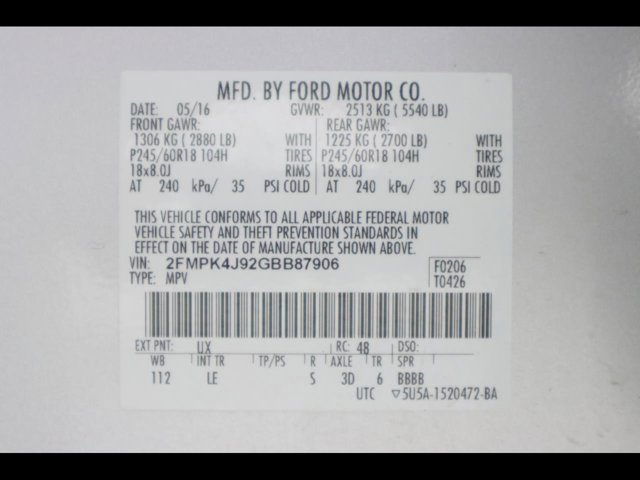 MFD. BY FORD MOTOR CO.
DATE: 05/16 GVWR: 2513 KG ( 5540 LB)
FRONT GAWR: REAR GAWR:
1306 KG ( 2880 LB) WITH 1225 KG ( 2700 LB) WITH
P245/60R18 104H TIRES P245/60R18 104H TIRES
18x8.0J RIMS 18x8.0J RIMS
AT 240 kPa/ 35 PSI COLD AT 240 kPa/ 35 PSI COLD
THIS VEHICLE CONFORMS TO ALL APPLICABLE FEDERAL MOTOR
VEHICLE SAFETY AND THEFT PREVENTION STANDARDS IN
EFFECT ON THE DATE OF MANUFACTURE SHOWN ABOVE.
VIN: 2FMPK4J92GBB87906 F0206
TYPE: MPV T0426
EXT PNT: UX RC: 48 DSO:
WB INT TR TP/PS R AXLE TR SPR
112 LE S 3D 6 BBBB
UTC ▽5U5A-1520472-BA